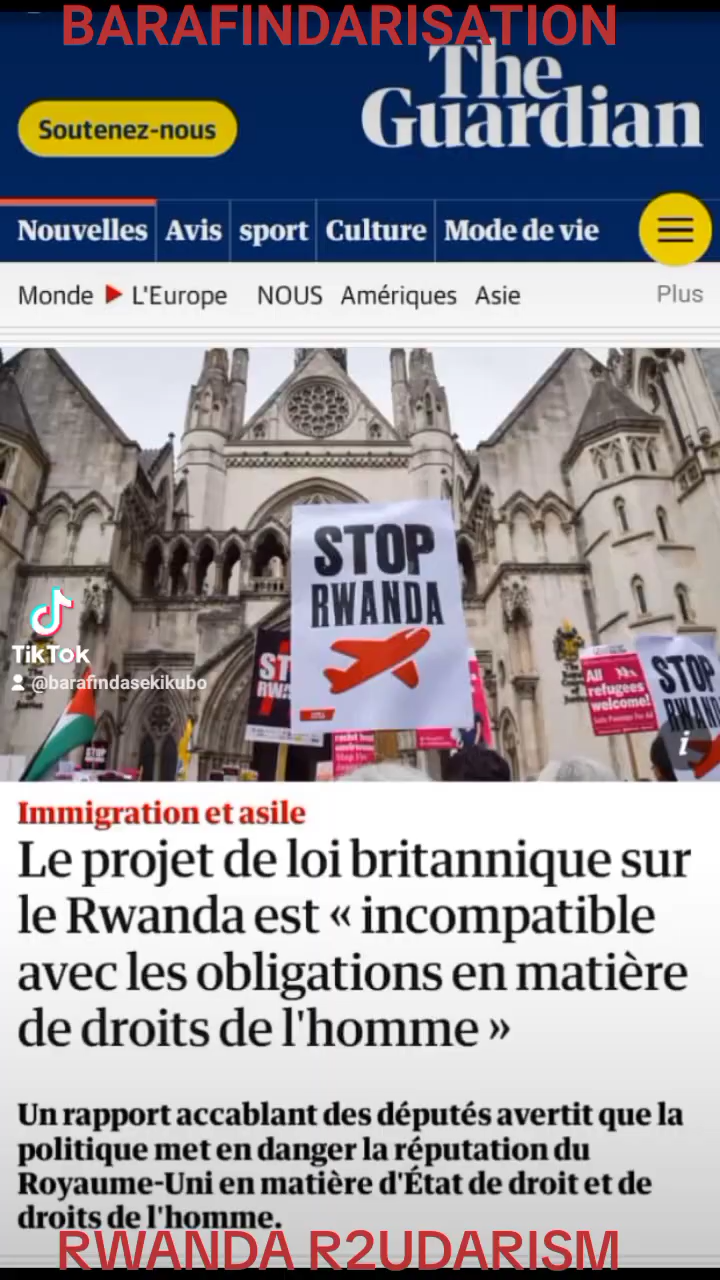 BARAFINDARISATION
The
Guardian
Soutenez-nous
Nouvelles Avis sport Culture Mode de vie
Monde L'Europe NOUS Amériques Asie Plus
STOP
RWANDA
All
refugees
welcome!
STOP
RWAN
ST
RW
TikTok
@barafindasekikubo
STOP
i
Immigration et asile
Le projet de loi britannique sur
le Rwanda est « incompatible
avec les obligations en matière
de droits de l'homme »
Un rapport accablant des députés avertit que la
politique met en danger la réputation du
Royaume-Uni en matière d'État de droit et de
droits de l'homme.
RWANDA R2UDARISM